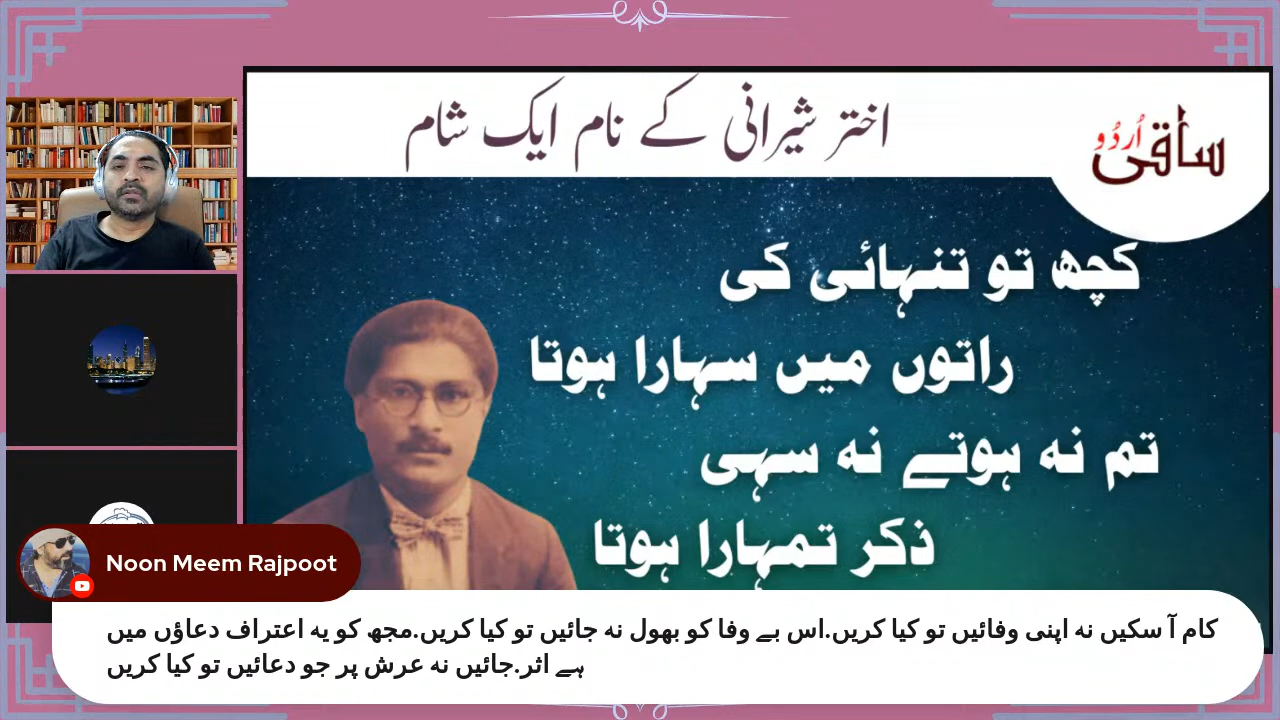 اختر شیرانی کے نام ایک شام
ساقی اُردُو
کچھ تو تنہائی کی
راتوں میں سہارا ہوتا
تم نہ ہوتے نہ سہی
ذکر تمہارا ہوتا
Noon Meem Rajpoot
کام آ سکیں نہ اپنی وفائیں تو کیا کریں.اس بے وفا کو بھول نہ جائیں تو کیا کریں.مجھ کو یہ اعتراف دعاؤں میں
ہے اثر.جائیں نہ عرش پر جو دعائیں تو کیا کریں